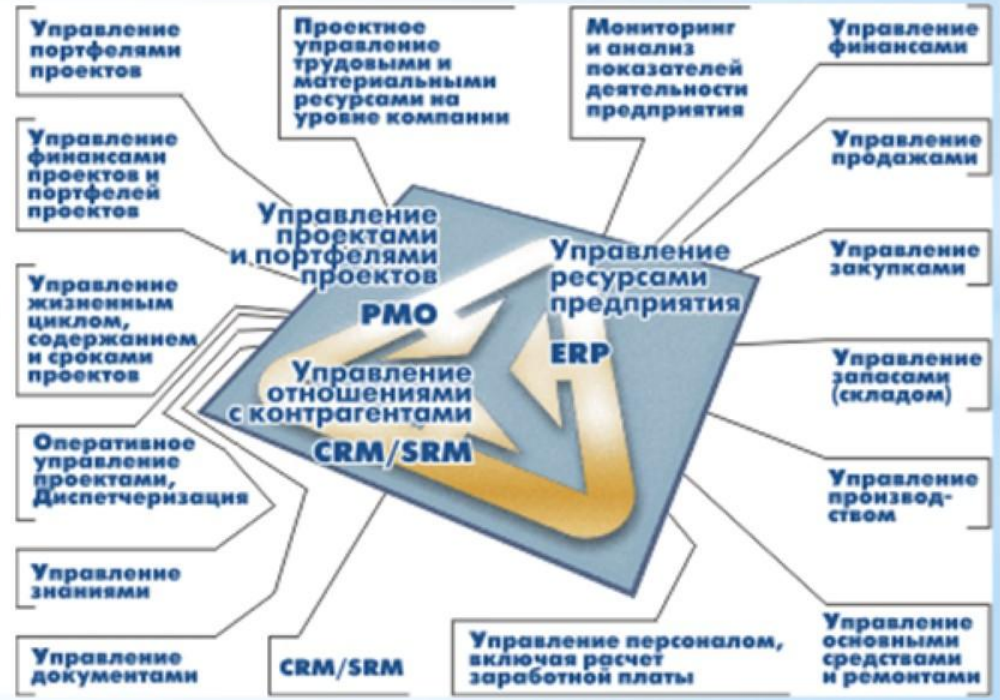 Управление
портфелями
проектов
Проектное
управление
трудовыми и
материальными
ресурсами на
уровне компании
Мониторинг
и анализ
показателей
деятельности
предприятия
Управление
финансами
Управление
финансами
проектов и
портфелей
проектов
Управление
продажами
Управление
проектами
и портфелями
проектов
PMO
Управление
ресурсами
предприятия
ERP
Управление
закупками
Управление
жизненным
циклом,
содержанием
и сроками
проектов
Управление
отношениями
с контрагентами
CRM/SRM
Управление
запасами
(складом)
Оперативное
управление
проектами,
Диспетчеризация
Управление
производ-
ством
Управление
знаниями
Управление
документами
CRM/SRM
Управление персоналом,
включая расчет
заработной платы
Управление
основными
средствами
и ремонтами